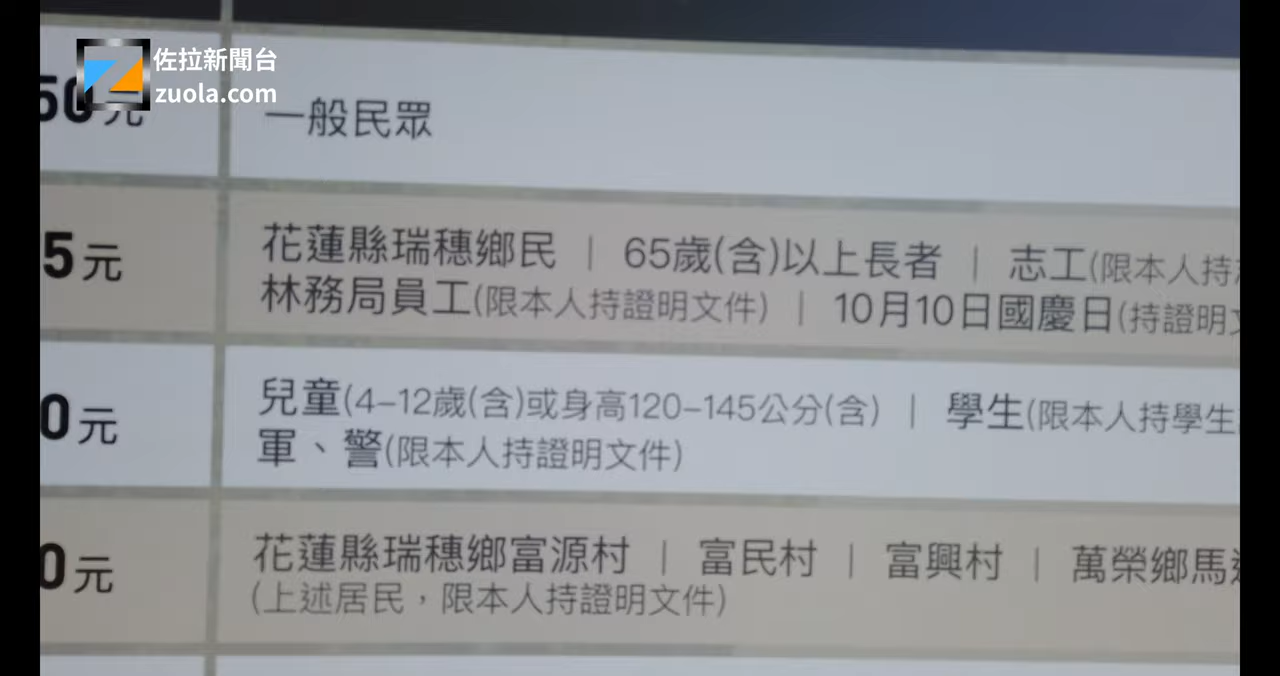 佐拉新聞台
zuola.com
50元
一般民眾
5元
花蓮縣瑞穗鄉民 | 65歲(含)以上長者 | 志工(限本人持
林務局員工(限本人持證明文件) | 10月10日國慶日(持證明文
0元
兒童(4-12歲(含)或身高120-145公分(含) | 學生(限本人持學生
軍、警(限本人持證明文件)
0元
花蓮縣瑞穗鄉富源村 | 富民村 | 富興村 | 萬榮鄉馬遠
(上述居民，限本人持證明文件)